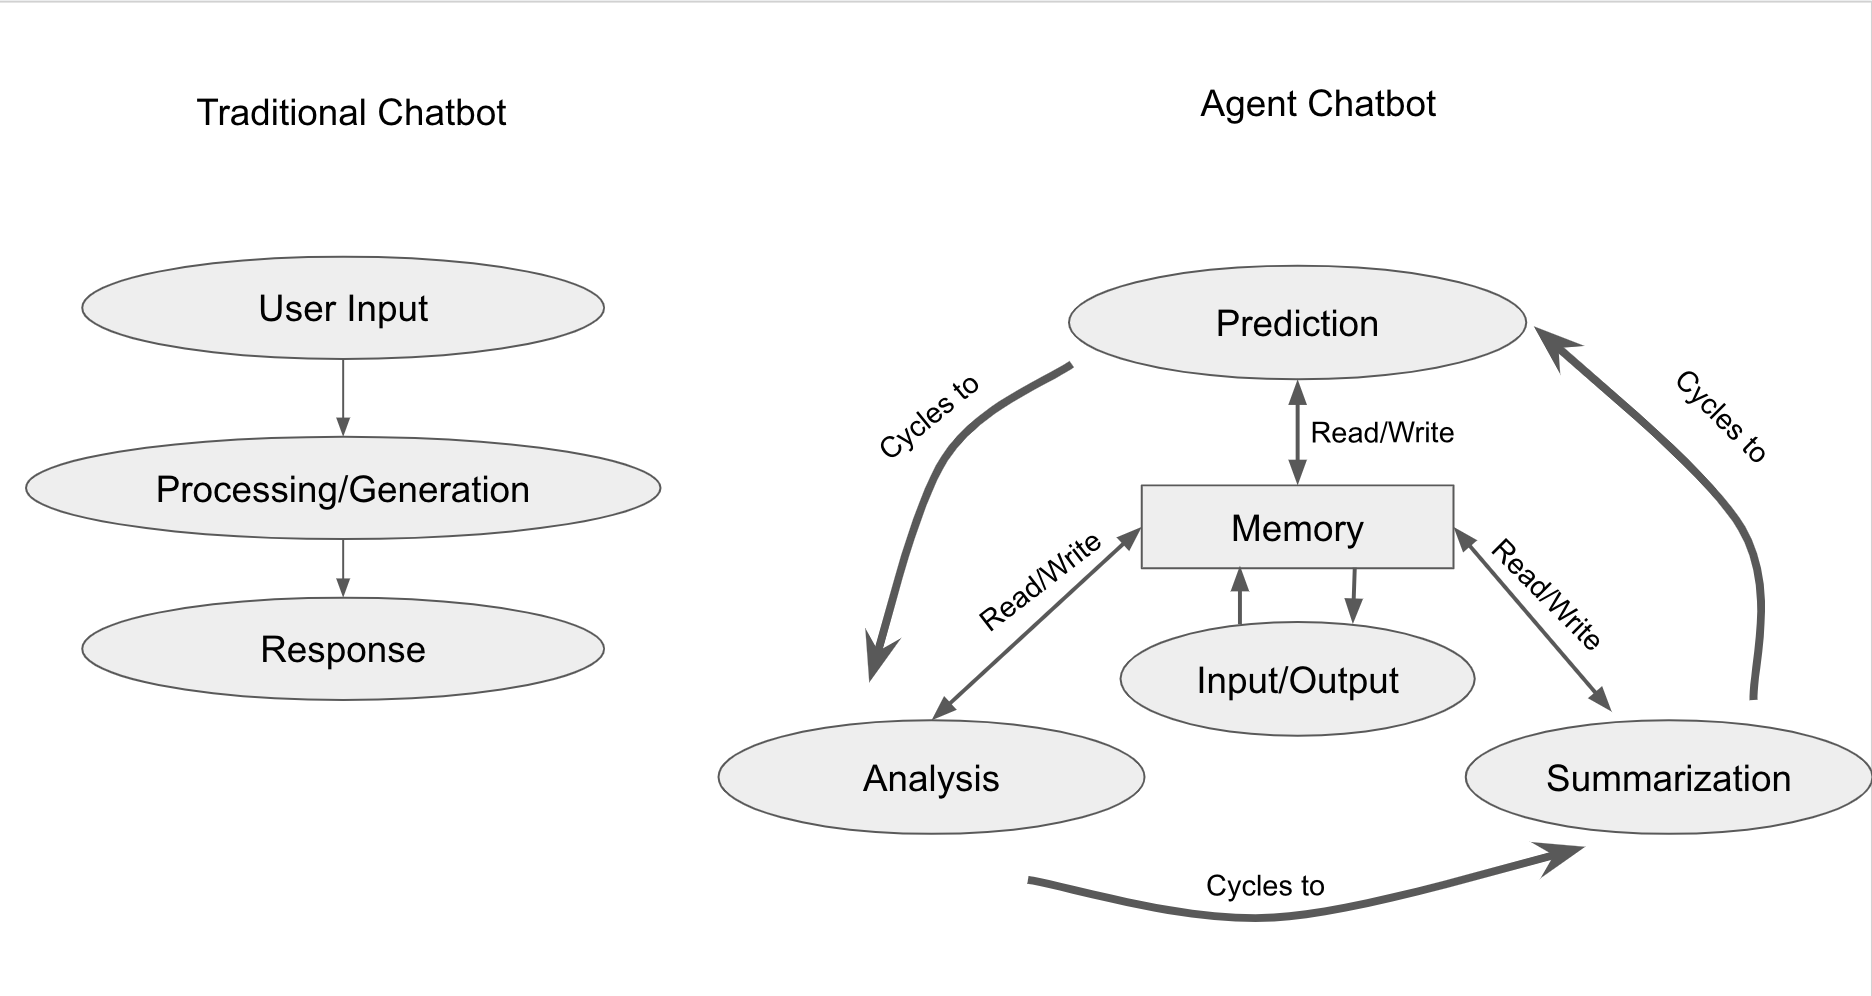 Traditional Chatbot
User Input
Processing/Generation
Response
Agent Chatbot
Prediction
Cycles to
Cycles to
Read/Write
Memory
Read/Write
Read/Write
Input/Output
Analysis
Summarization
Cycles to